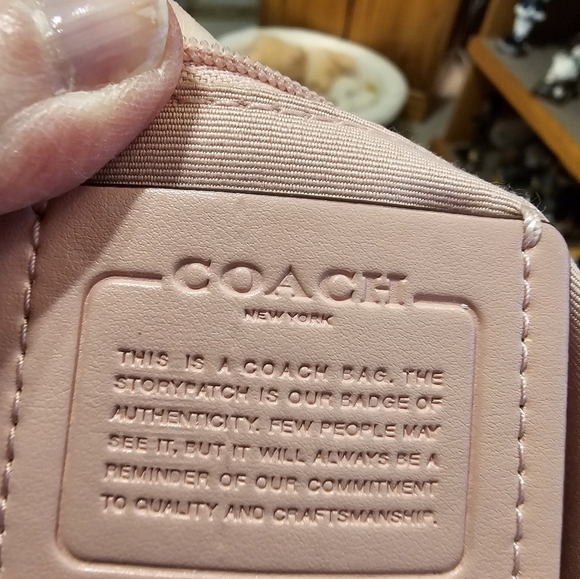 COACH
NEW YORK
THIS IS A COACH BAG. THE
STORYPATCH IS OUR BADGE OF
AUTHENTICITY. FEW PEOPLE MAY
SEE IT, BUT IT WILL ALWAYS BE A
REMINDER OF OUR COMMITMENT
TO QUALITY AND CRAFTSMANSHIP.